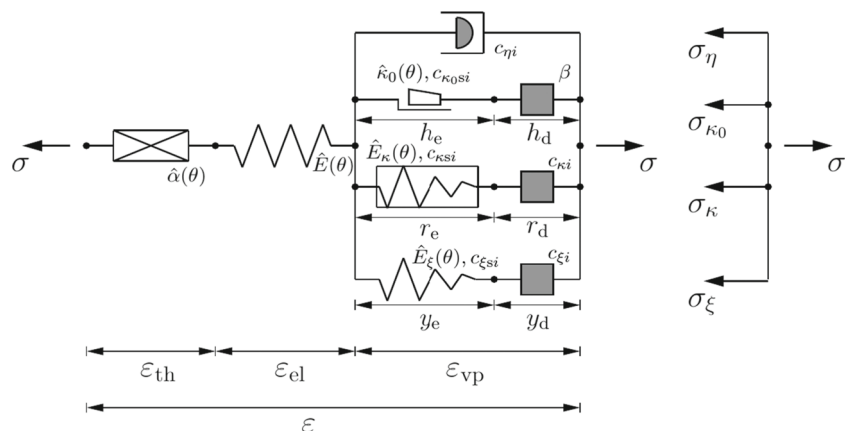 c_{ηi}
σ_η
κ̂₀(θ), c_{κ₀si}
β
σ_{κ₀}
h_e
h_d
σ
α̂(θ)
Ê(θ)
σ
σ
Ê_κ(θ), c_{κsi}
c_{κi}
σ_κ
r_e
r_d
Ê_ξ(θ), c_{ξsi}
c_{ξi}
σ_ξ
y_e
y_d
ε_th
ε_el
ε_vp
ε